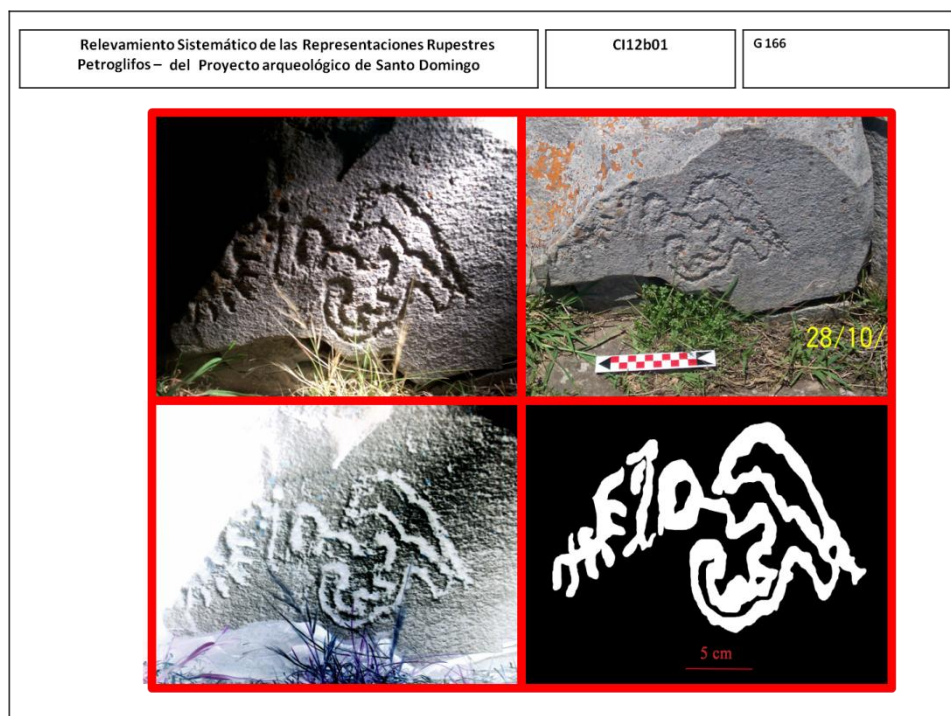 Relevamiento Sistemático de las Representaciones Rupestres
Petroglifos – del Proyecto arqueológico de Santo Domingo
CI12b01
G 166
28/10/
5 cm